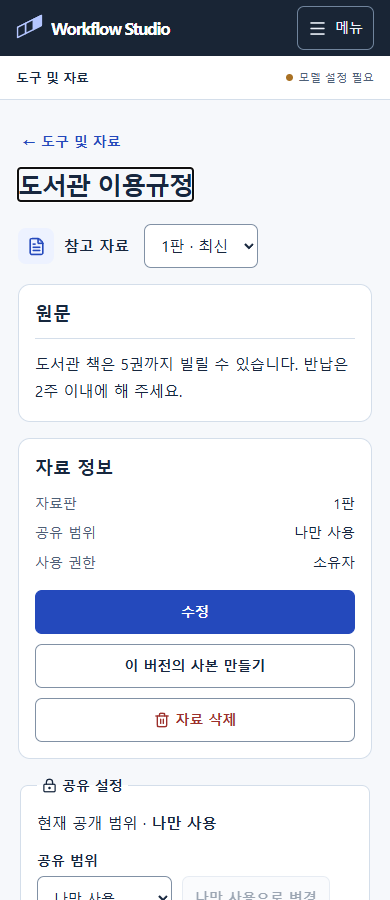 Workflow Studio
메뉴
도구 및 자료
모델 설정 필요
← 도구 및 자료
도서관 이용규정
참고 자료
1판 · 최신
원문
도서관 책은 5권까지 빌릴 수 있습니다. 반납은
2주 이내에 해 주세요.
자료 정보
자료판 1판
공유 범위 나만 사용
사용 권한 소유자
수정
이 버전의 사본 만들기
자료 삭제
공유 설정
현재 공개 범위 · 나만 사용
공유 범위
나만 사용
나만 사용으로 변경